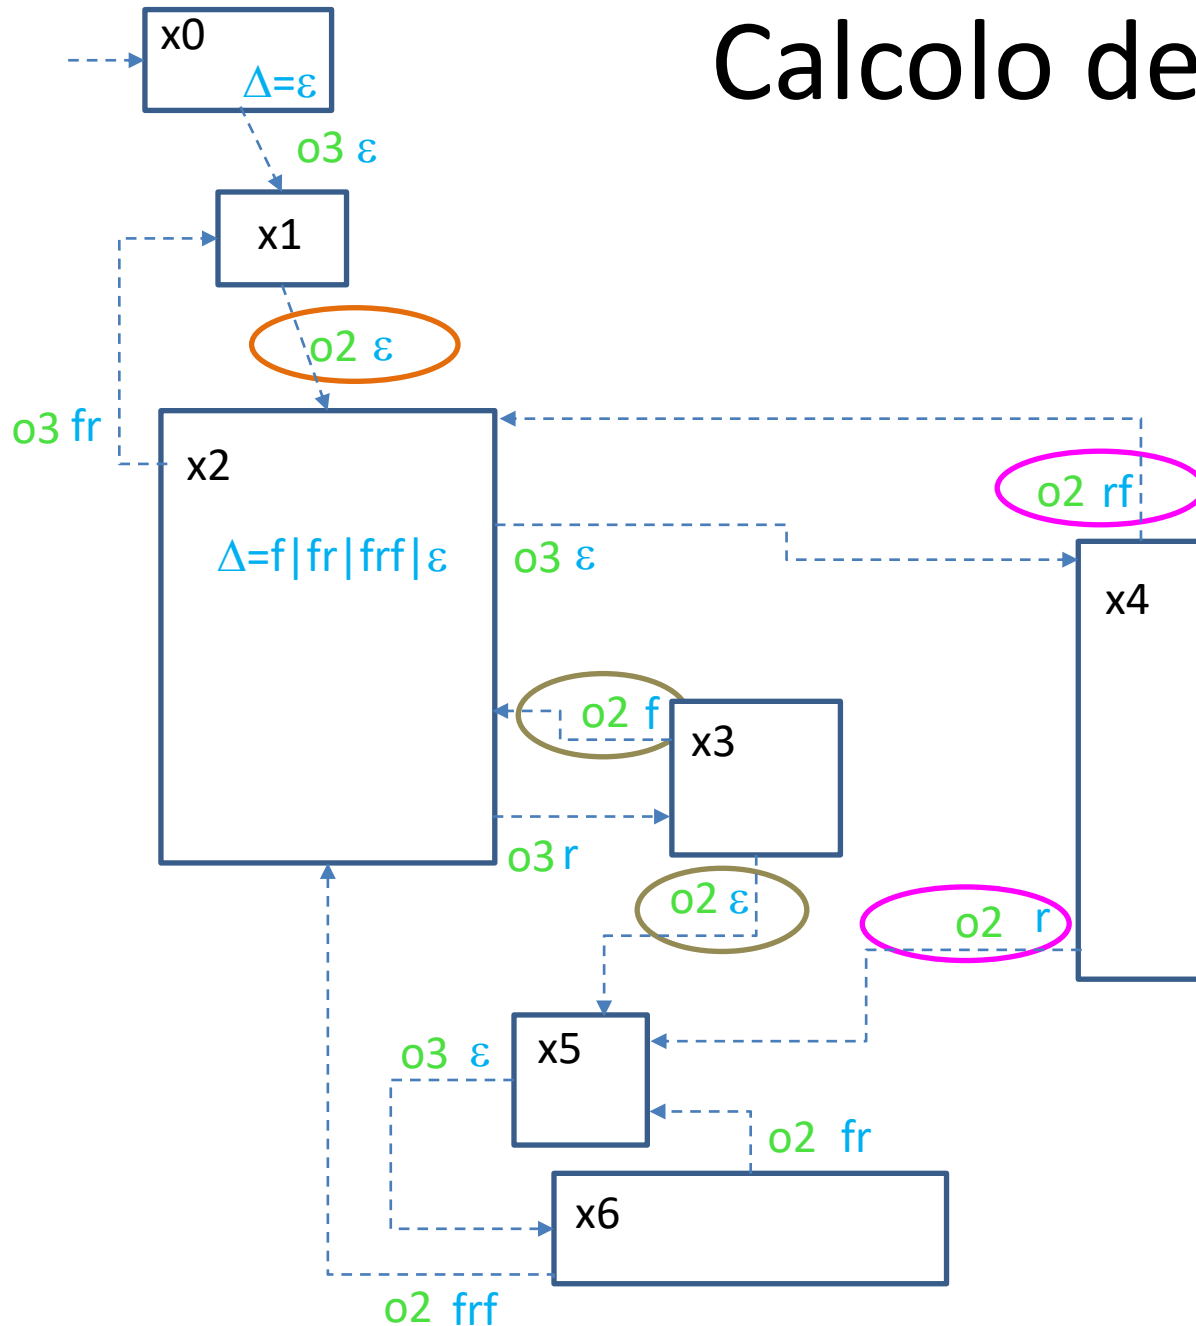 Calcolo de
x0
Δ=ε
o3 ε
x1
o2 ε
o3 fr
x2
o2 rf
Δ=f|fr|frf|ε
o3 ε
x4
o2 f
x3
o3 r
o2 ε
o2 r
x5
o3 ε
o2 fr
x6
o2 frf